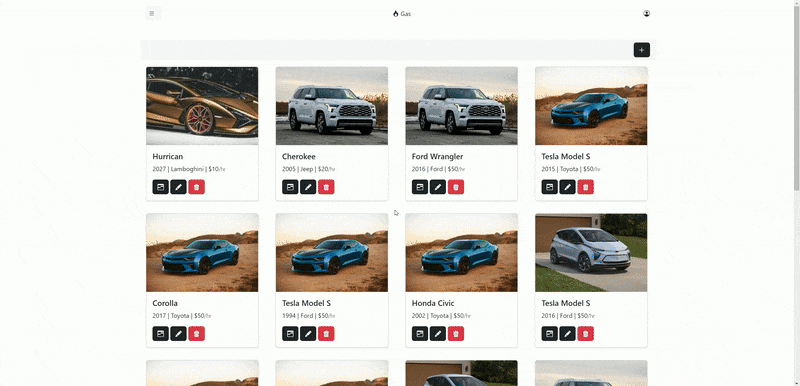 Gas
Hurrican
2027 | Lamboghini | $10/hr
Cherokee
2005 | Jeep | $20/hr
Ford Wrangler
2016 | Ford | $50/hr
Tesla Model S
2015 | Toyota | $50/hr
Corolla
2017 | Toyota | $50/hr
Tesla Model S
1994 | Ford | $50/hr
Honda Civic
2002 | Toyota | $50/hr
Tesla Model S
2016 | Ford | $50/hr